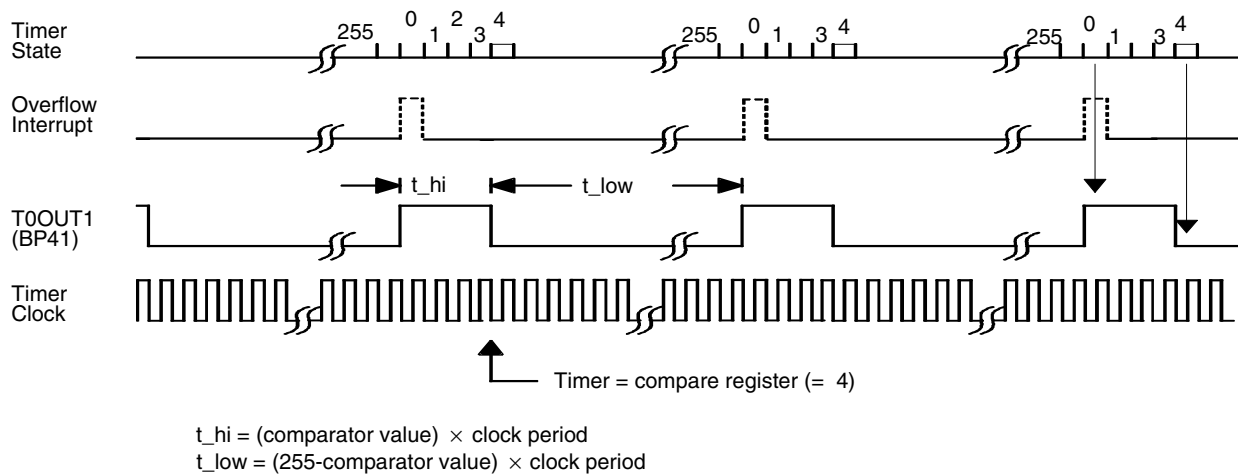 Timer
State
255 0 1 2 3 4 255 0 1 3 4 255 0 1 3 4
Overflow
Interrupt
t_hi t_low
T0OUT1
(BP41)
Timer
Clock
Timer = compare register (= 4)
t_hi = (comparator value) × clock period
t_low = (255-comparator value) × clock period